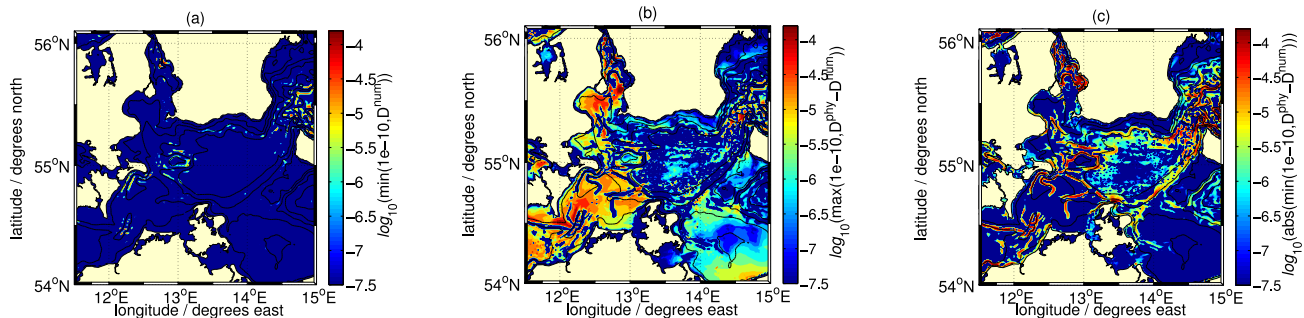 (a)
56°N
55°N
54°N
12°E 13°E 14°E 15°E
latitude / degrees north
longitude / degrees east
−4
−4.5
−5
−5.5
−6
−6.5
−7
−7.5
log10(min(1e−10,D^num))
(b)
56°N
55°N
54°N
12°E 13°E 14°E 15°E
latitude / degrees north
longitude / degrees east
−4
−4.5
−5
−5.5
−6
−6.5
−7
−7.5
log10(max(1e−10,D^phy−D^num))
(c)
56°N
55°N
54°N
12°E 13°E 14°E 15°E
latitude / degrees north
longitude / degrees east
−4
−4.5
−5
−5.5
−6
−6.5
−7
−7.5
log10(abs(min(1e−10,D^phy−D^num)))